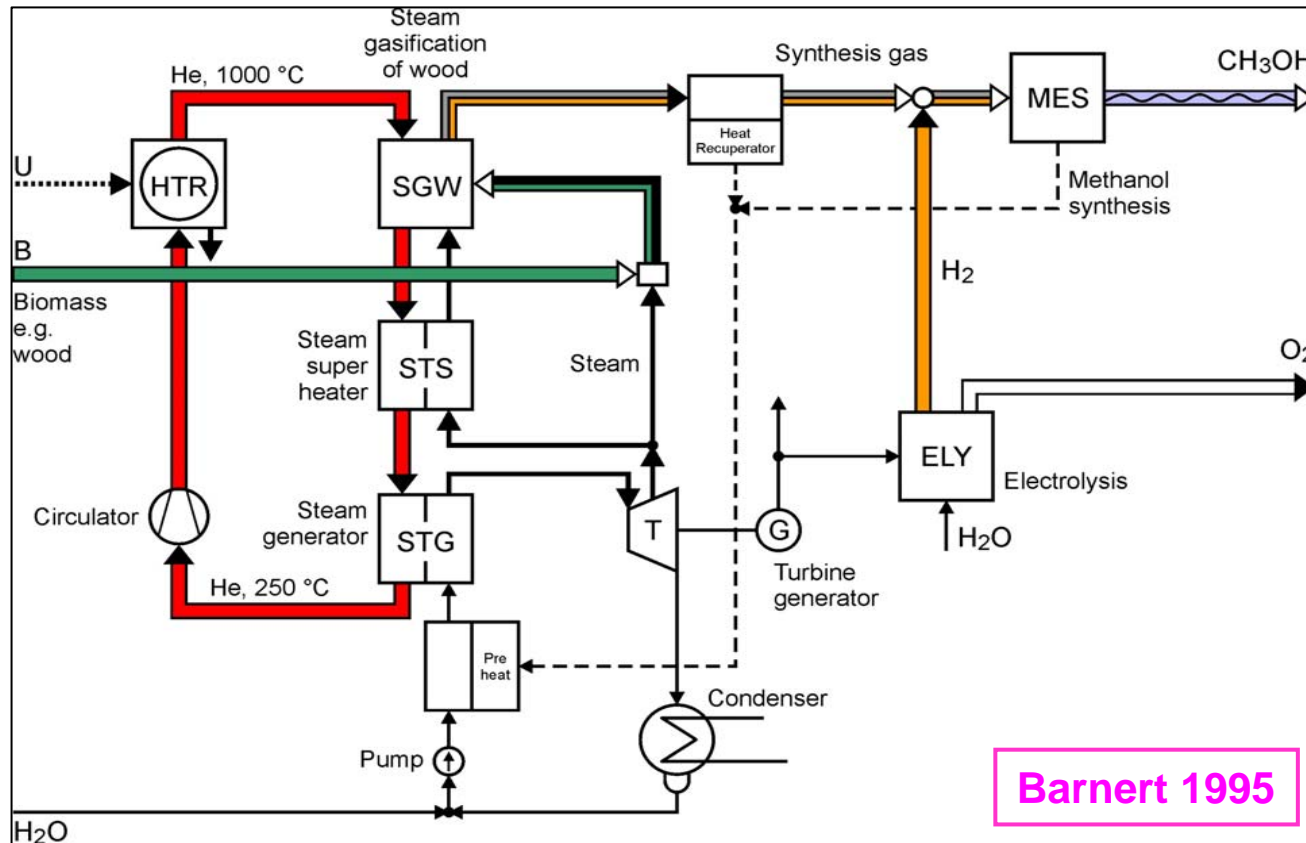 Steam
gasification
of wood
He, 1000 °C
Synthesis gas
CH3OH
MES
Heat
Recuperator
U
HTR
SGW
Methanol
synthesis
B
Biomass
e.g.
wood
H2
Steam
super
heater
STS
Steam
O2
ELY
Electrolysis
Circulator
Steam
generator
STG
T
G
H2O
Turbine
generator
He, 250 °C
Pre
heat
Condenser
Pump
Barnert 1995
H2O